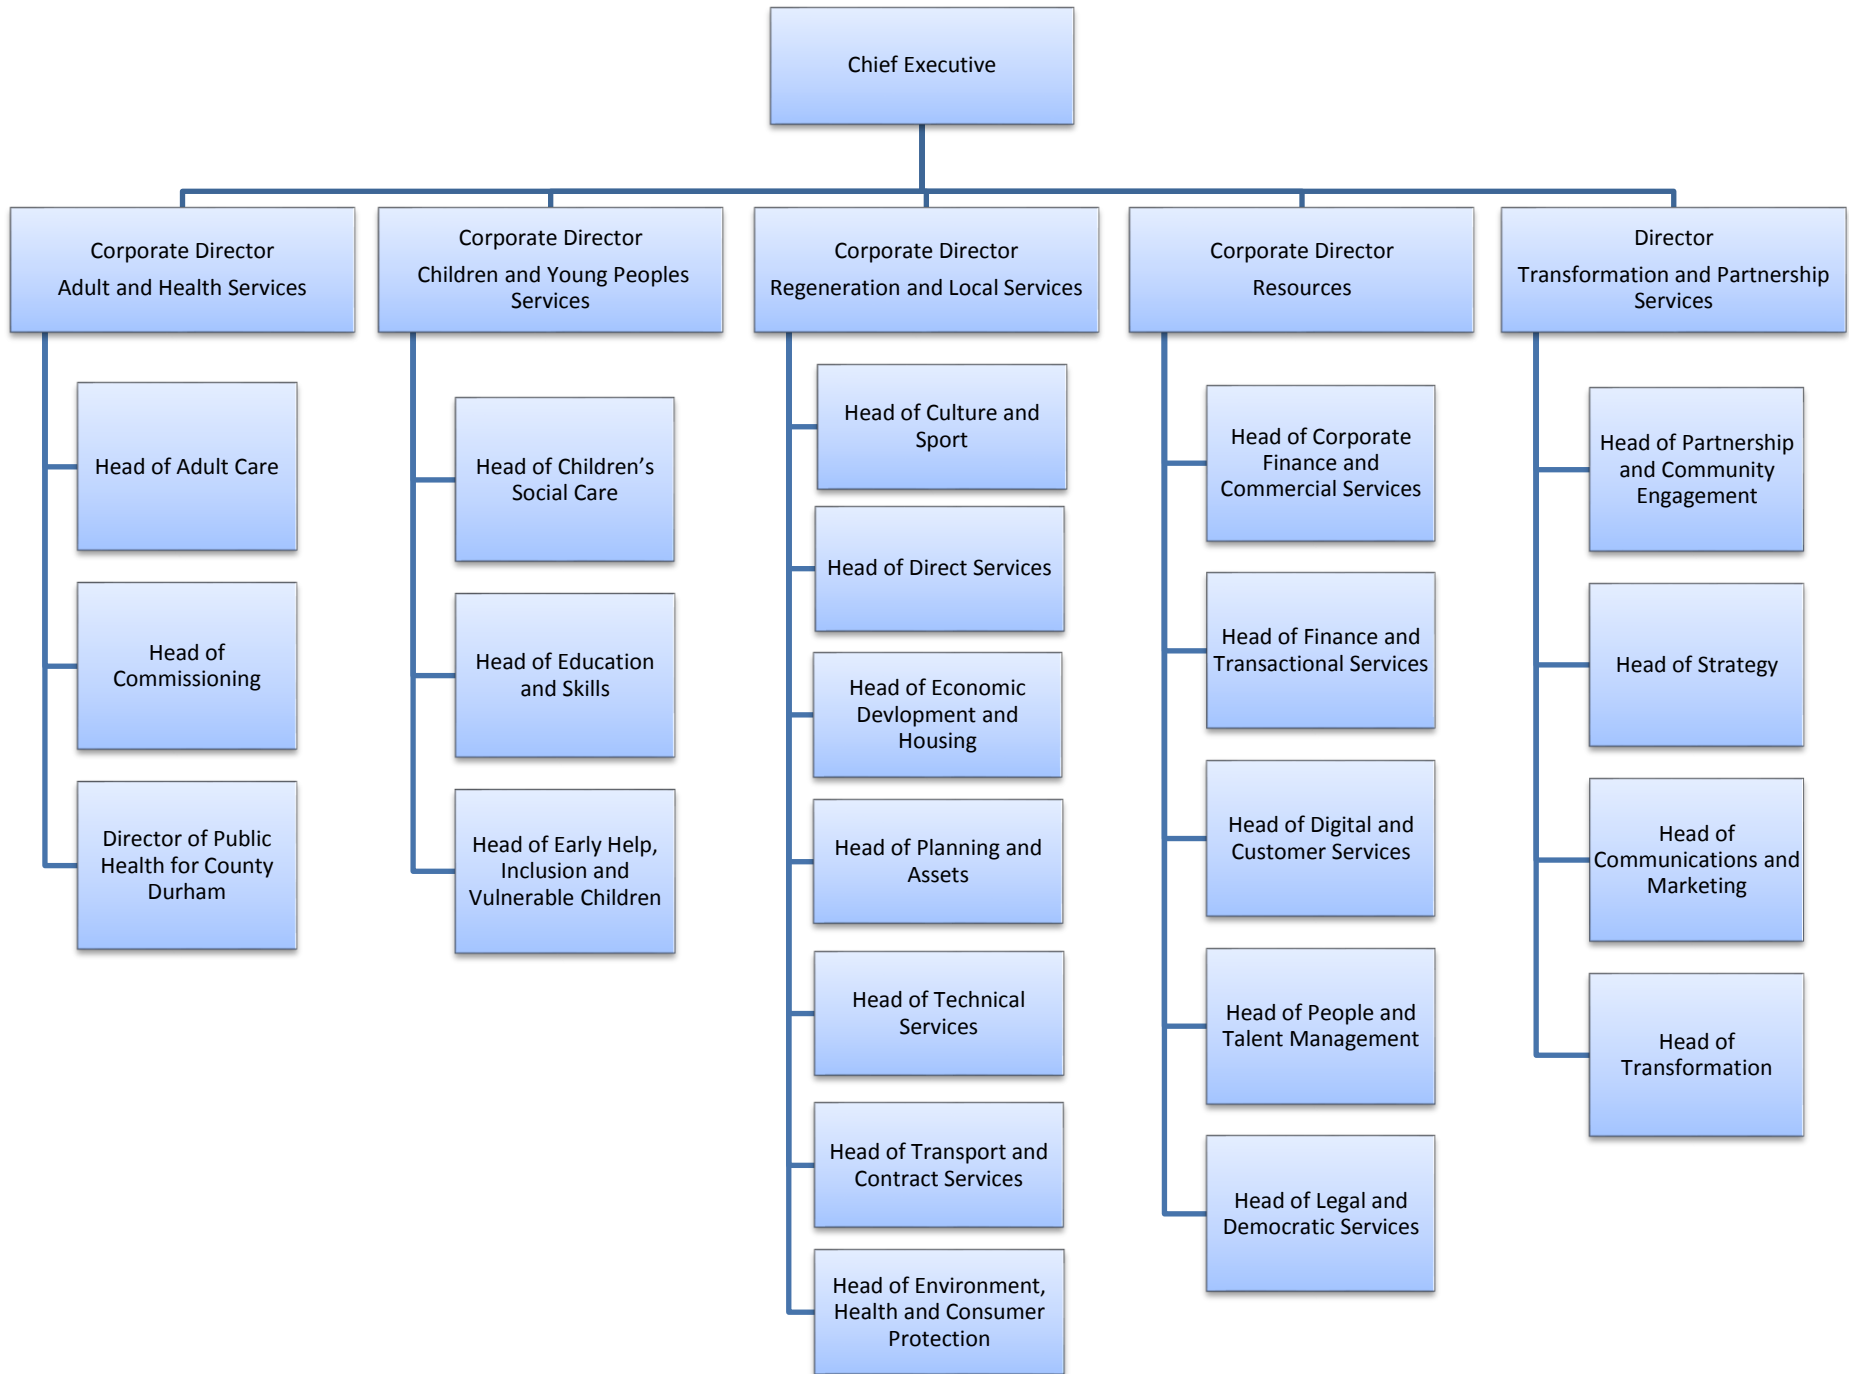 Chief Executive
Corporate Director
Adult and Health Services
Corporate Director
Children and Young Peoples
Services
Corporate Director
Regeneration and Local Services
Corporate Director
Resources
Director
Transformation and Partnership
Services
Head of Adult Care
Head of
Commissioning
Director of Public
Health for County
Durham
Head of Children’s
Social Care
Head of Education
and Skills
Head of Early Help,
Inclusion and
Vulnerable Children
Head of Culture and
Sport
Head of Direct Services
Head of Economic
Devlopment and
Housing
Head of Planning and
Assets
Head of Technical
Services
Head of Transport and
Contract Services
Head of Environment,
Health and Consumer
Protection
Head of Corporate
Finance and
Commercial Services
Head of Finance and
Transactional Services
Head of Digital and
Customer Services
Head of People and
Talent Management
Head of Legal and
Democratic Services
Head of Partnership
and Community
Engagement
Head of Strategy
Head of
Communications and
Marketing
Head of
Transformation